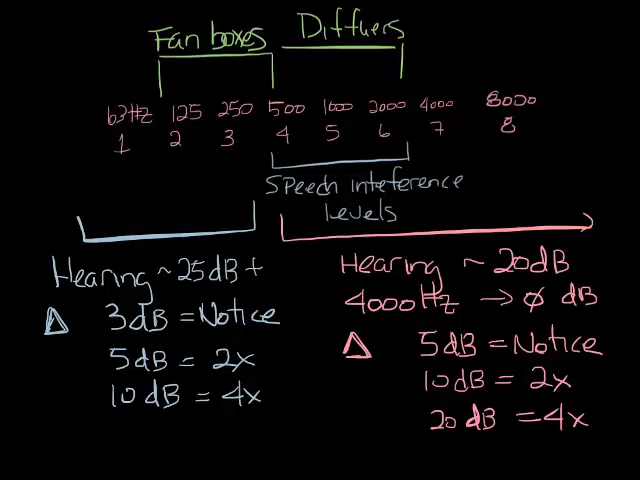 Fan boxes Diffuers
63Hz 125 250 500 1000 2000 4000 8000
1 2 3 4 5 6 7 8
Speech inteference
Levels
Hearing ~25dB+
Δ 3dB = Notice
5dB = 2x
10dB = 4x
Hearing ~ 20dB
4000Hz → 0 dB
Δ 5dB = Notice
10dB = 2x
20dB = 4x